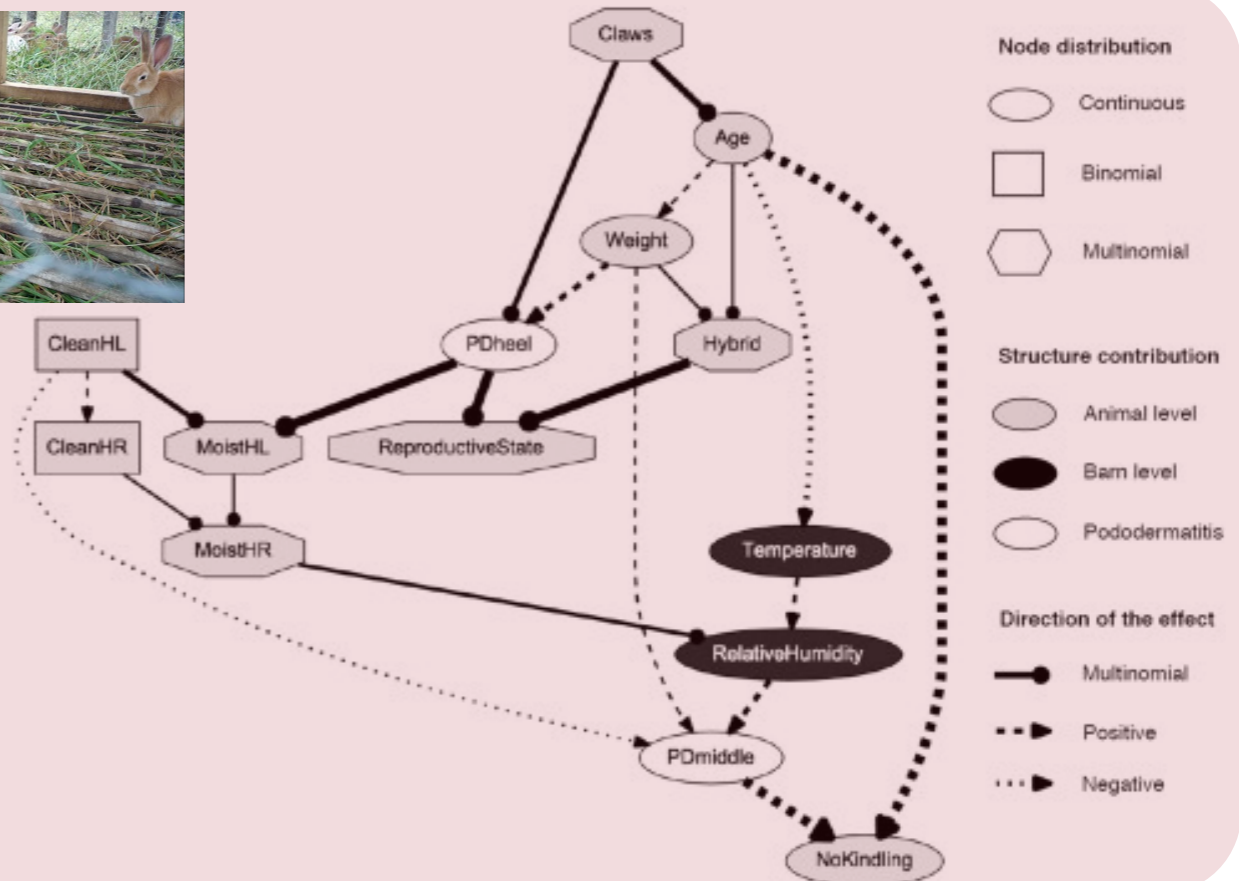 Claws
Age
Weight
CleanHL
PDheel
Hybrid
CleanHR
MoistHL
ReproductiveState
MoistHR
Temperature
RelativeHumidity
PDmiddle
NoKindling
Node distribution
Continuous
Binomial
Multinomial
Structure contribution
Animal level
Barn level
Pododermatitis
Direction of the effect
Multinomial
Positive
Negative